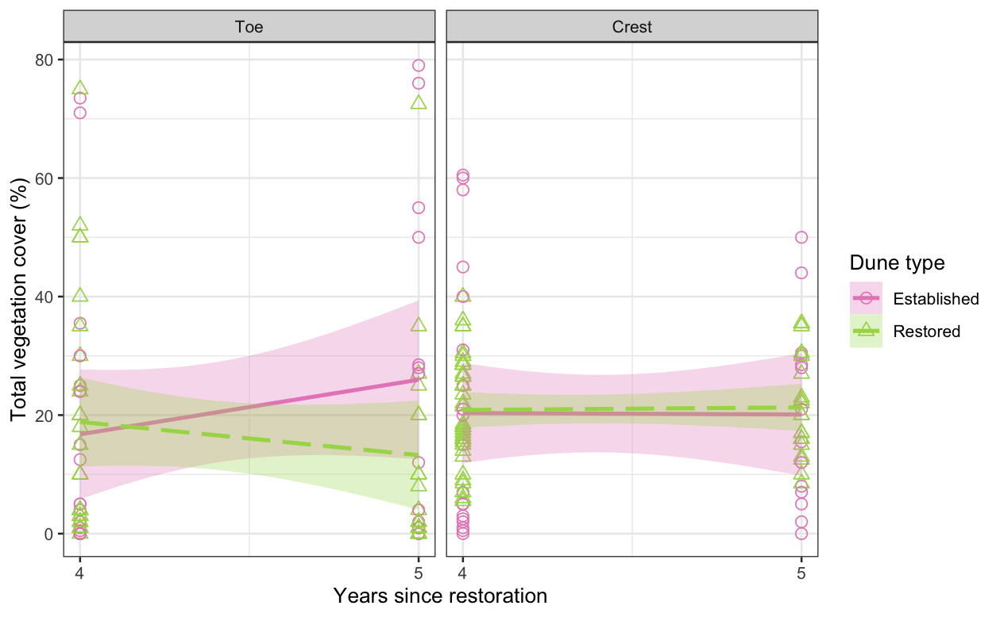 Toe
Crest
Total vegetation cover (%)
80
60
40
20
0
4
5
4
5
Years since restoration
Dune type
Established
Restored